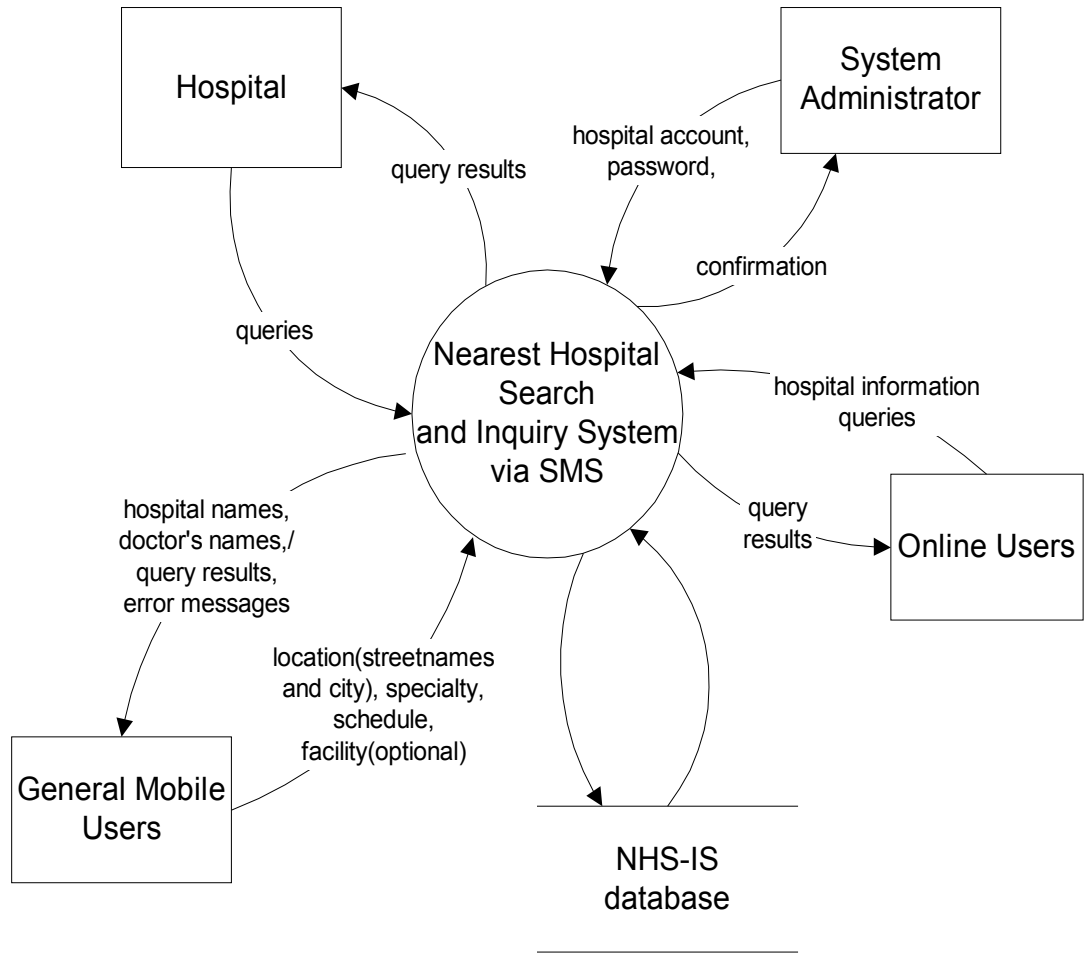 Hospital
System
Administrator
hospital account,
password,
query results
confirmation
queries
Nearest Hospital
Search
and Inquiry System
via SMS
hospital information
queries
query
results
Online Users
hospital names,
doctor's names,/
query results,
error messages
location(streetnames
and city), specialty,
schedule,
facility(optional)
General Mobile
Users
NHS-IS
database